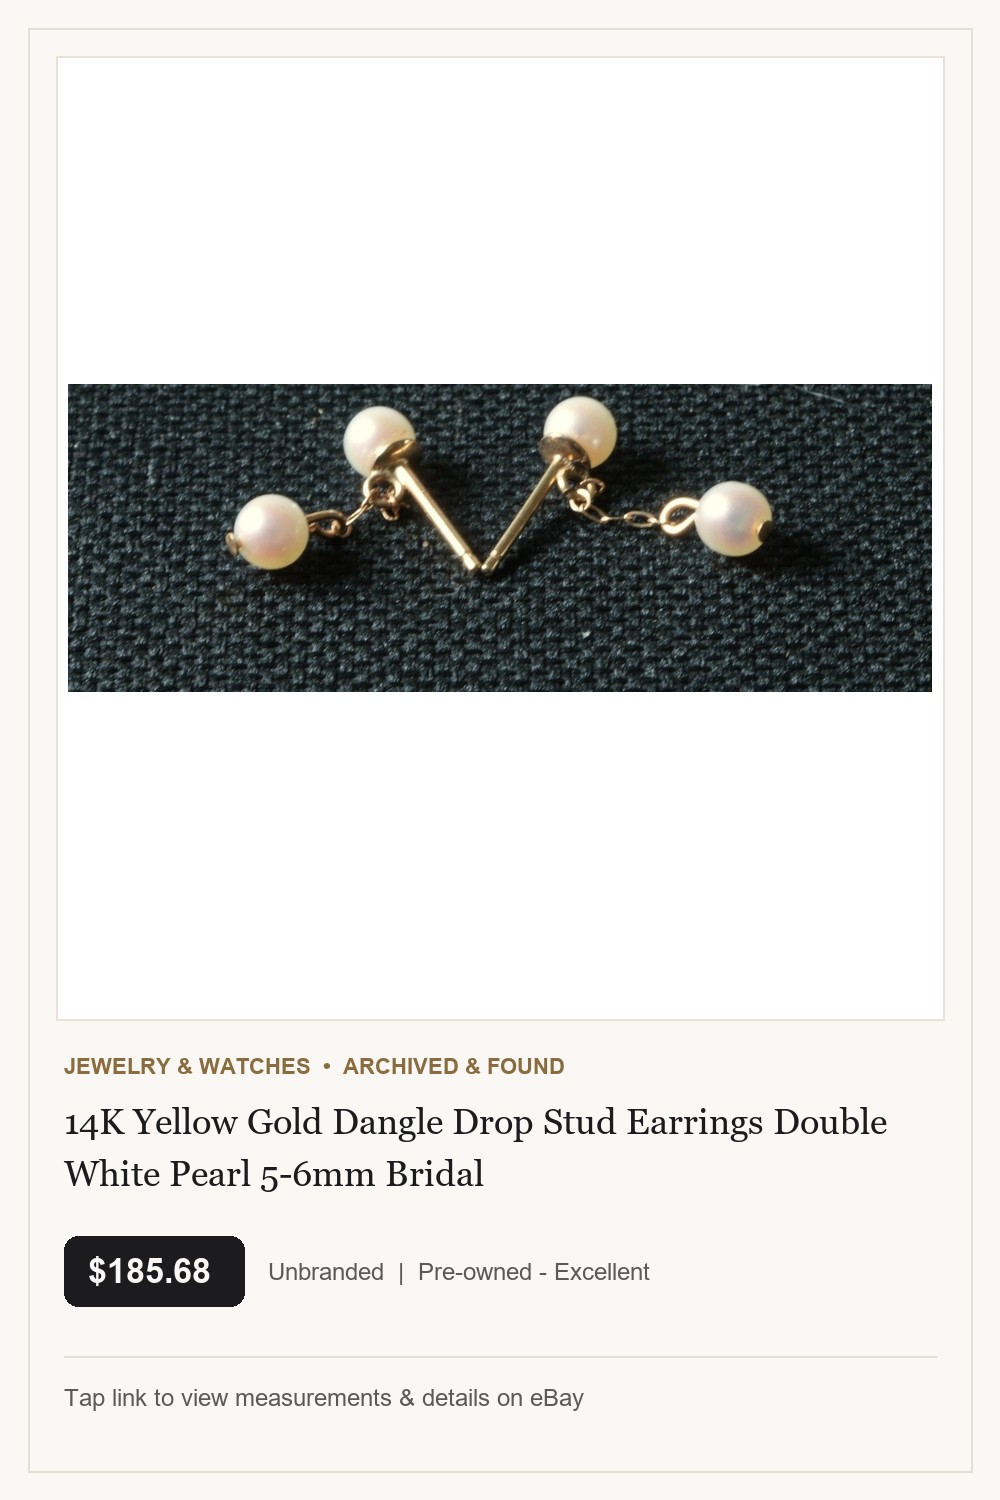 JEWELRY & WATCHES • ARCHIVED & FOUND
14K Yellow Gold Dangle Drop Stud Earrings Double
White Pearl 5-6mm Bridal
$185.68
Unbranded | Pre-owned - Excellent
Tap link to view measurements & details on eBay